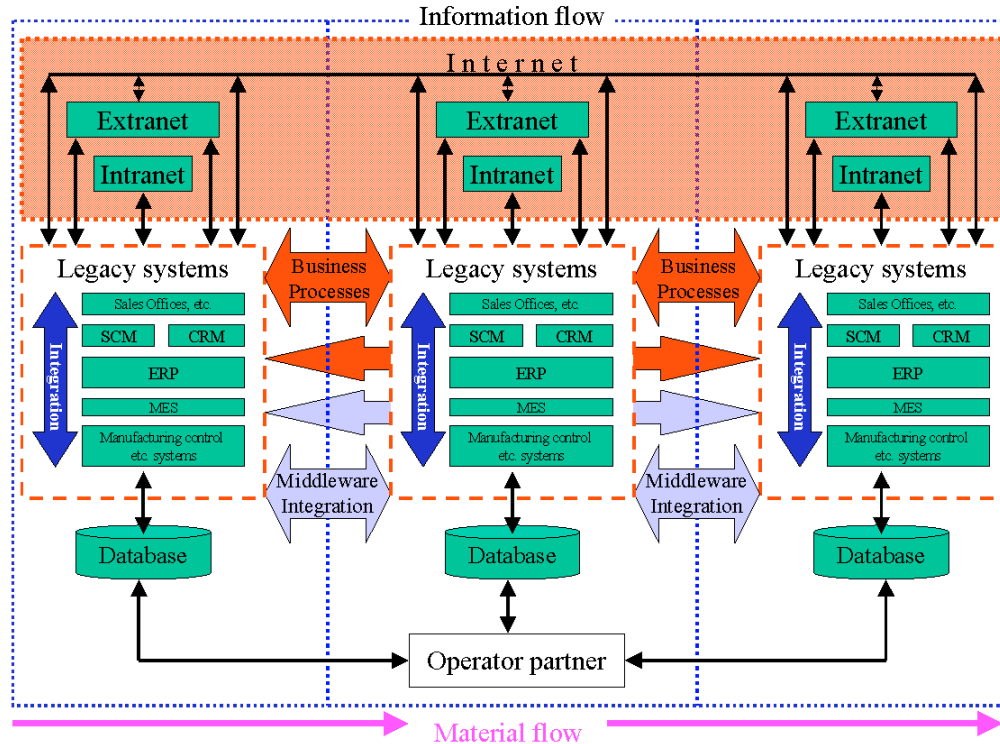 Information flow
Internet
Extranet
Extranet
Extranet
Intranet
Intranet
Intranet
Legacy systems
Sales Offices, etc.
SCM
CRM
ERP
MES
Manufacturing control
etc. systems
Integration
Business
Processes
Middleware
Integration
Legacy systems
Sales Offices, etc.
SCM
CRM
ERP
MES
Manufacturing control
etc. systems
Integration
Business
Processes
Middleware
Integration
Legacy systems
Sales Offices, etc.
SCM
CRM
ERP
MES
Manufacturing control
etc. systems
Integration
Database
Database
Database
Operator partner
Material flow